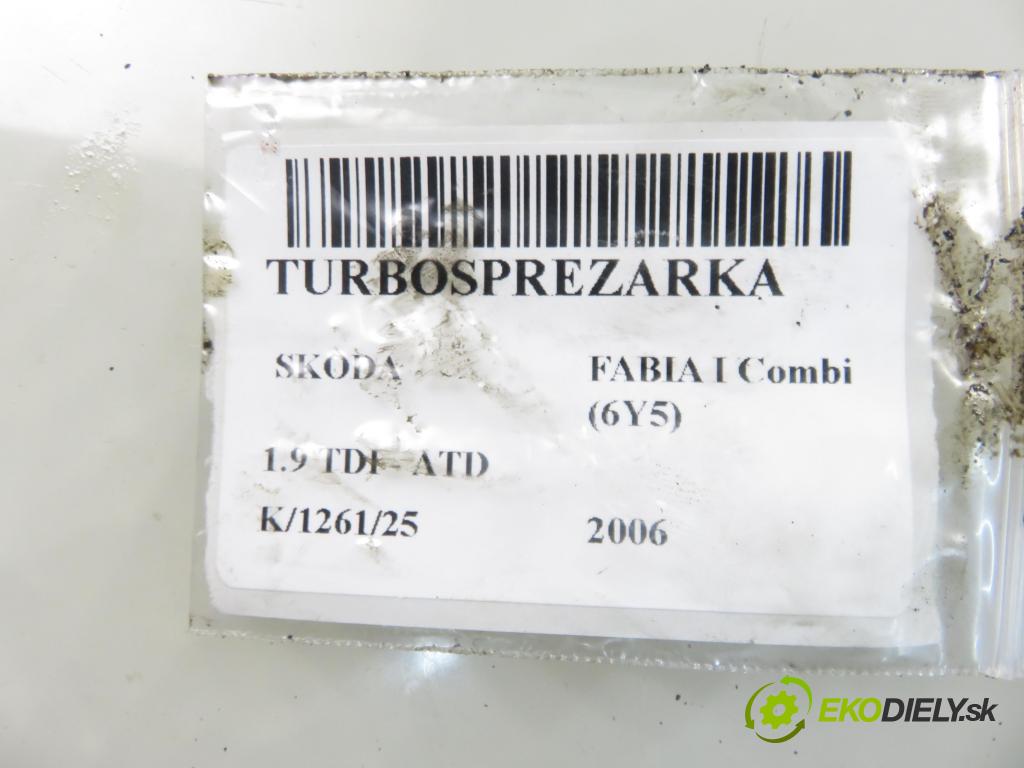 TURBOSPREZARKA
SKODA
FABIA I Combi
(6Y5)
1.9 TDI - ATD
K/1261/25
2006
EKODIELY.sk